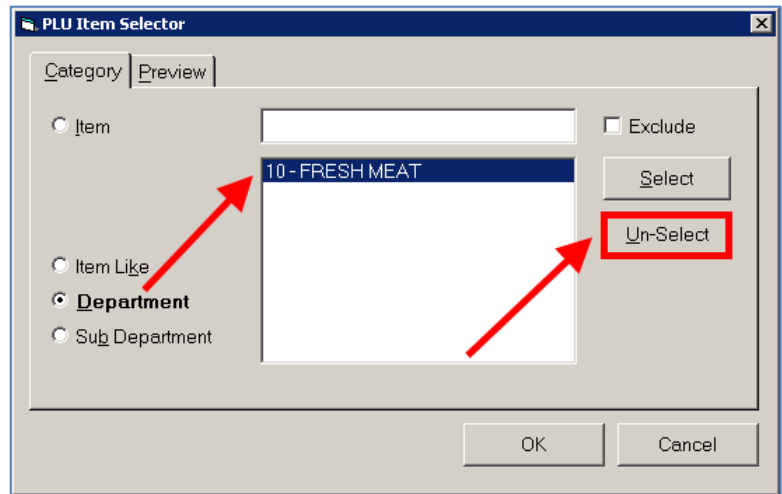 PLU Item Selector
Category
Preview
Item
Exclude
10 - FRESH MEAT
Select
Un-Select
Item Like
Department
Sub Department
OK
Cancel